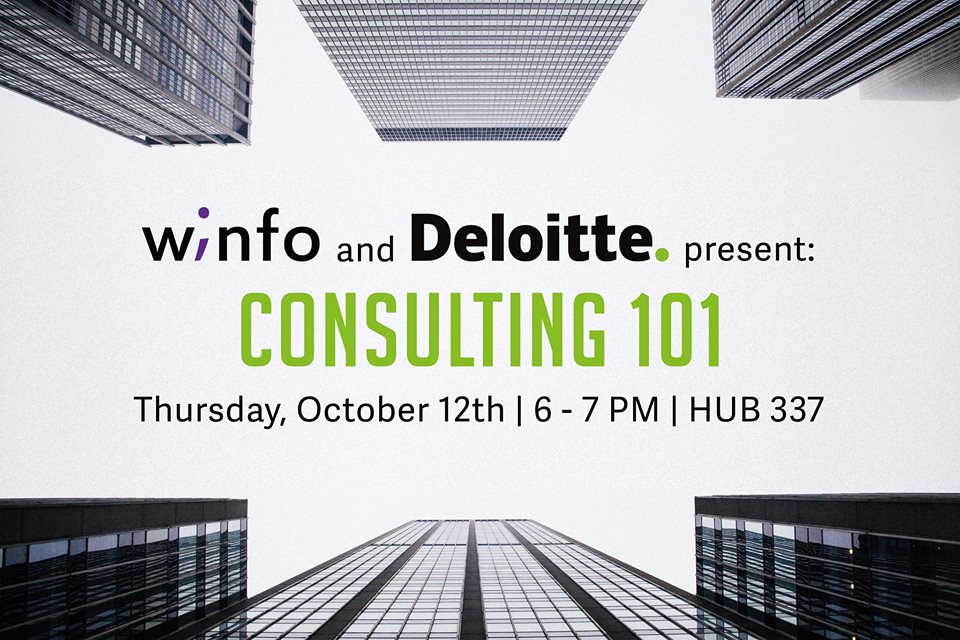 winfo and Deloitte. present:
CONSULTING 101
Thursday, October 12th | 6 - 7 PM | HUB 337